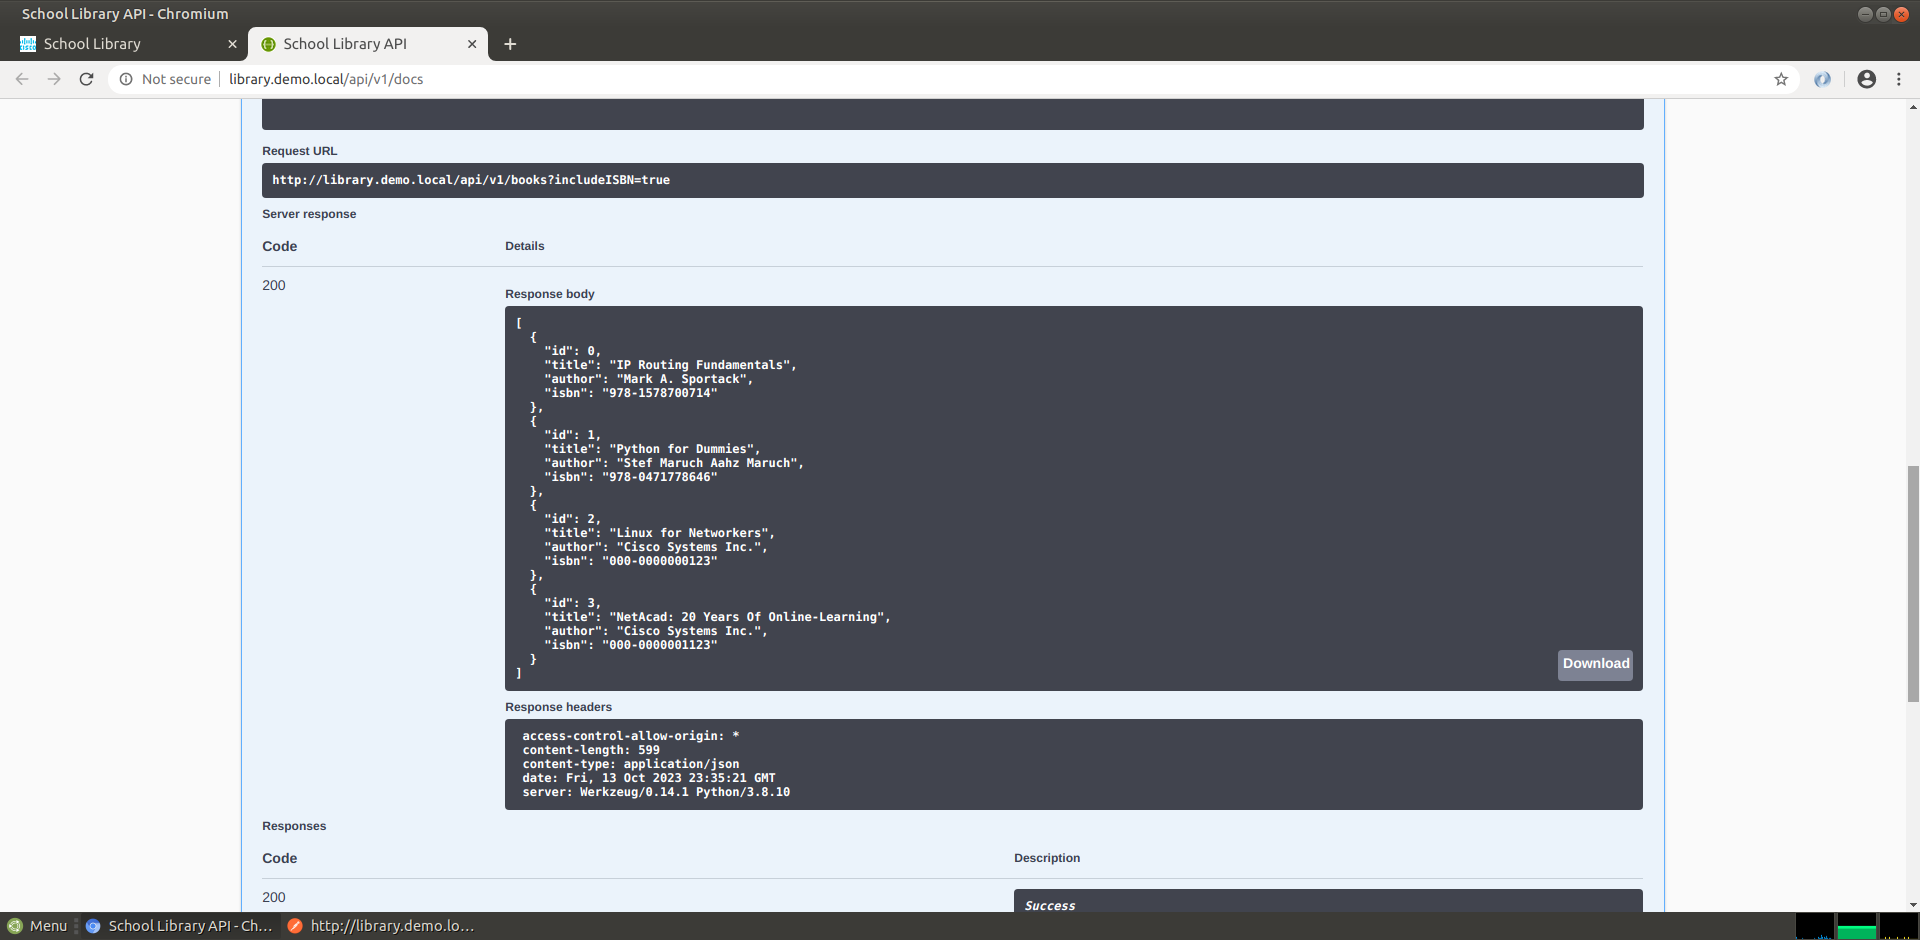 School Library API - Chromium
School Library
School Library API
Not secure
library.demo.local/api/v1/docs
Request URL
http://library.demo.local/api/v1/books?includeISBN=true
Server response
Code Details
200
Response body
[
  {
    "id": 0,
    "title": "IP Routing Fundamentals",
    "author": "Mark A. Sportack",
    "isbn": "978-1578700714"
  },
  {
    "id": 1,
    "title": "Python for Dummies",
    "author": "Stef Maruch Aahz Maruch",
    "isbn": "978-0471778646"
  },
  {
    "id": 2,
    "title": "Linux for Networkers",
    "author": "Cisco Systems Inc.",
    "isbn": "000-0000000123"
  },
  {
    "id": 3,
    "title": "NetAcad: 20 Years Of Online-Learning",
    "author": "Cisco Systems Inc.",
    "isbn": "000-0000001123"
  }
]
Download
Response headers
access-control-allow-origin: *
content-length: 599
content-type: application/json
date: Fri, 13 Oct 2023 23:35:21 GMT
server: Werkzeug/0.14.1 Python/3.8.10
Responses
Code Description
200
Success
Menu
School Library API - Ch...
http://library.demo.lo...